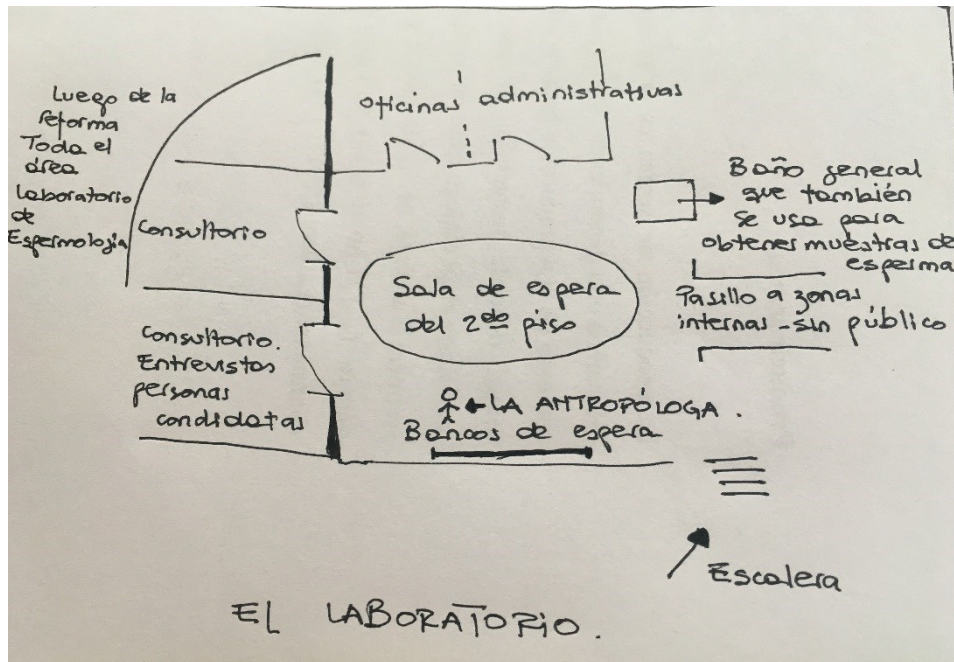 Luego de la
reforma
Toda el
área
Laboratorio
de
Espermología
oficinas administrativas
Baño general
que también
se usa para
obtener muestras de
esperma
Consultorio
Sala de espera
del 2do piso
Pasillo a zonas
internas - sin público
Consultorio.
Entrevistas
personas
candidatas
← LA ANTROPÓLOGA.
Bancos de espera
Escalera
EL LABORATORIO.